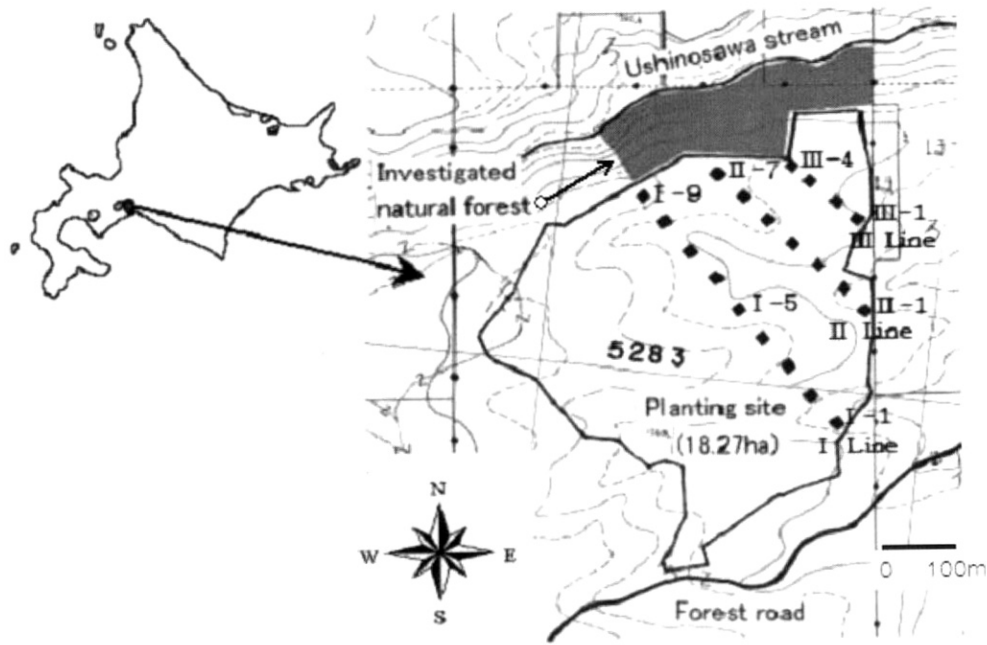 Ushinosawa stream
Investigated
natural forest
II-7
III-4
I-9
III-1
III Line
I-5
II-1
II Line
5283
Planting site
(18.27ha)
I-1
I Line
N
W
E
S
0 100m
Forest road